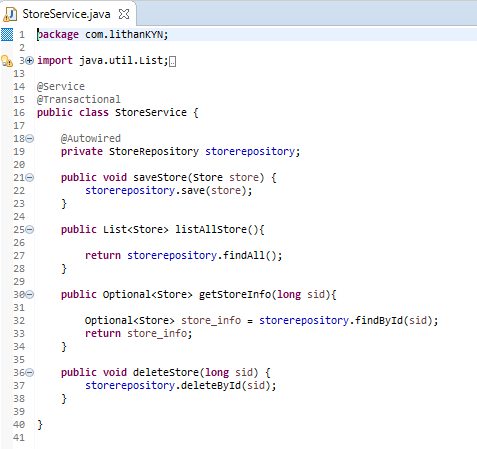 StoreService.java
1 package com.lithanKYN;
2
3 import java.util.List;
13
14 @Service
15 @Transactional
16 public class StoreService {
17
18 @Autowired
19 private StoreRepository storerepository;
20
21 public void saveStore(Store store) {
22 storerepository.save(store);
23 }
24
25 public List<Store> listAllStore(){
26
27 return storerepository.findAll();
28 }
29
30 public Optional<Store> getStoreInfo(long sid){
31
32 Optional<Store> store_info = storerepository.findById(sid);
33 return store_info;
34 }
35
36 public void deleteStore(long sid) {
37 storerepository.deleteById(sid);
38 }
39
40 }
41